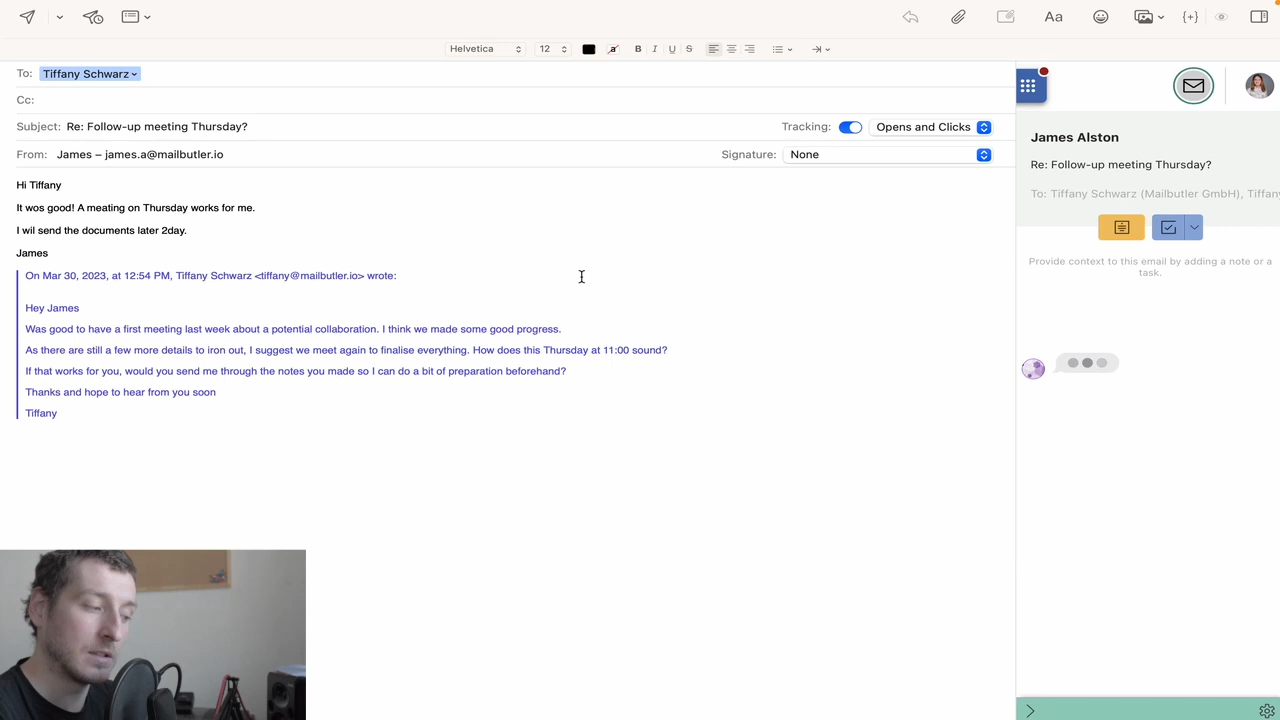 Helvetica 12 a B I U S Aa {+}
To: Tiffany Schwarz
Cc:
Subject: Re: Follow-up meeting Thursday? Tracking: Opens and Clicks
From: James – james.a@mailbutler.io Signature: None
Hi Tiffany
It wos good! A meating on Thursday works for me.
I wil send the documents later 2day.
James
On Mar 30, 2023, at 12:54 PM, Tiffany Schwarz <tiffany@mailbutler.io> wrote:
Hey James
Was good to have a first meeting last week about a potential collaboration. I think we made some good progress.
As there are still a few more details to iron out, I suggest we meet again to finalise everything. How does this Thursday at 11:00 sound?
If that works for you, would you send me through the notes you made so I can do a bit of preparation beforehand?
Thanks and hope to hear from you soon
Tiffany
James Alston
Re: Follow-up meeting Thursday?
To: Tiffany Schwarz (Mailbutler GmbH), Tiffany
Provide context to this email by adding a note or a
task.